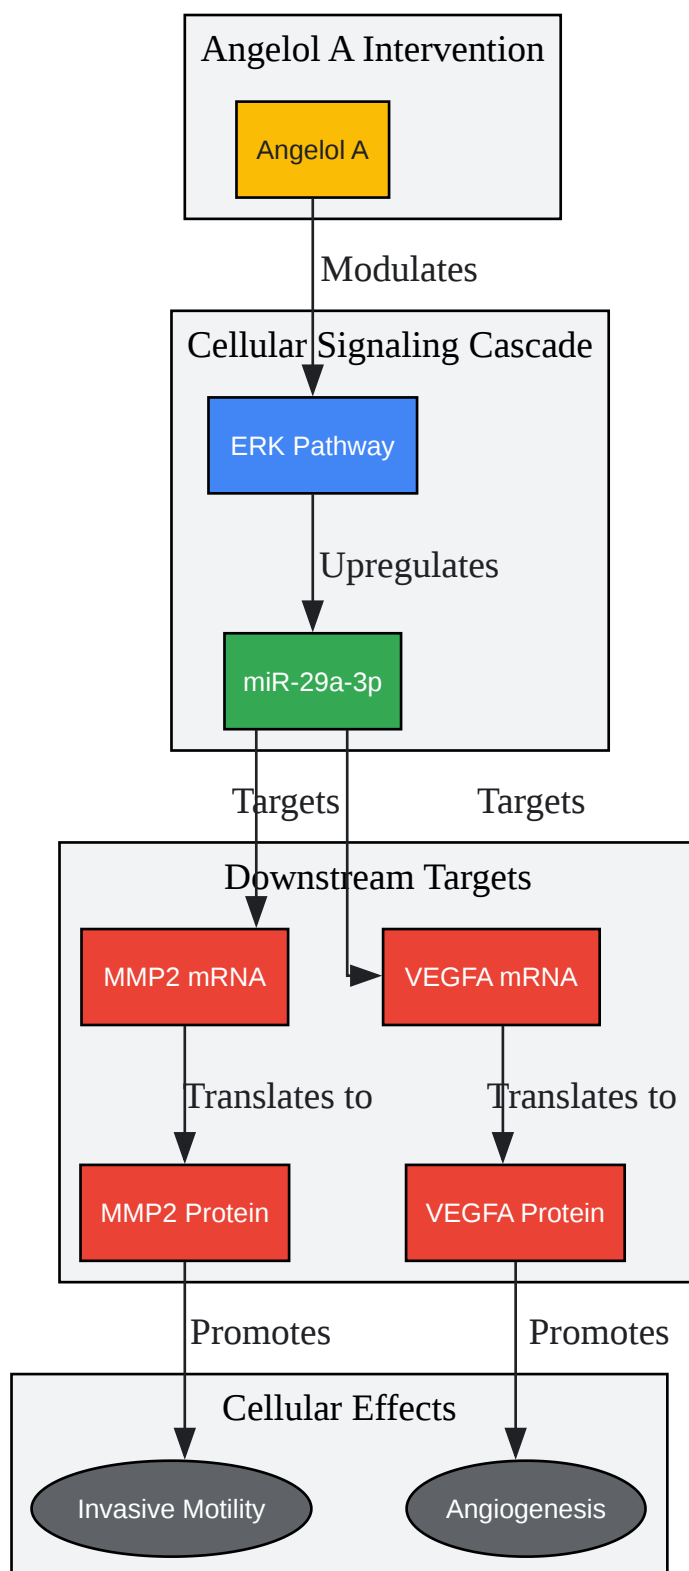 Angelol A Intervention
Angelol A
Modulates
Cellular Signaling Cascade
ERK Pathway
Upregulates
miR-29a-3p
Targets
Targets
Downstream Targets
MMP2 mRNA
VEGFA mRNA
Translates to
Translates to
MMP2 Protein
VEGFA Protein
Promotes
Promotes
Cellular Effects
Invasive Motility
Angiogenesis